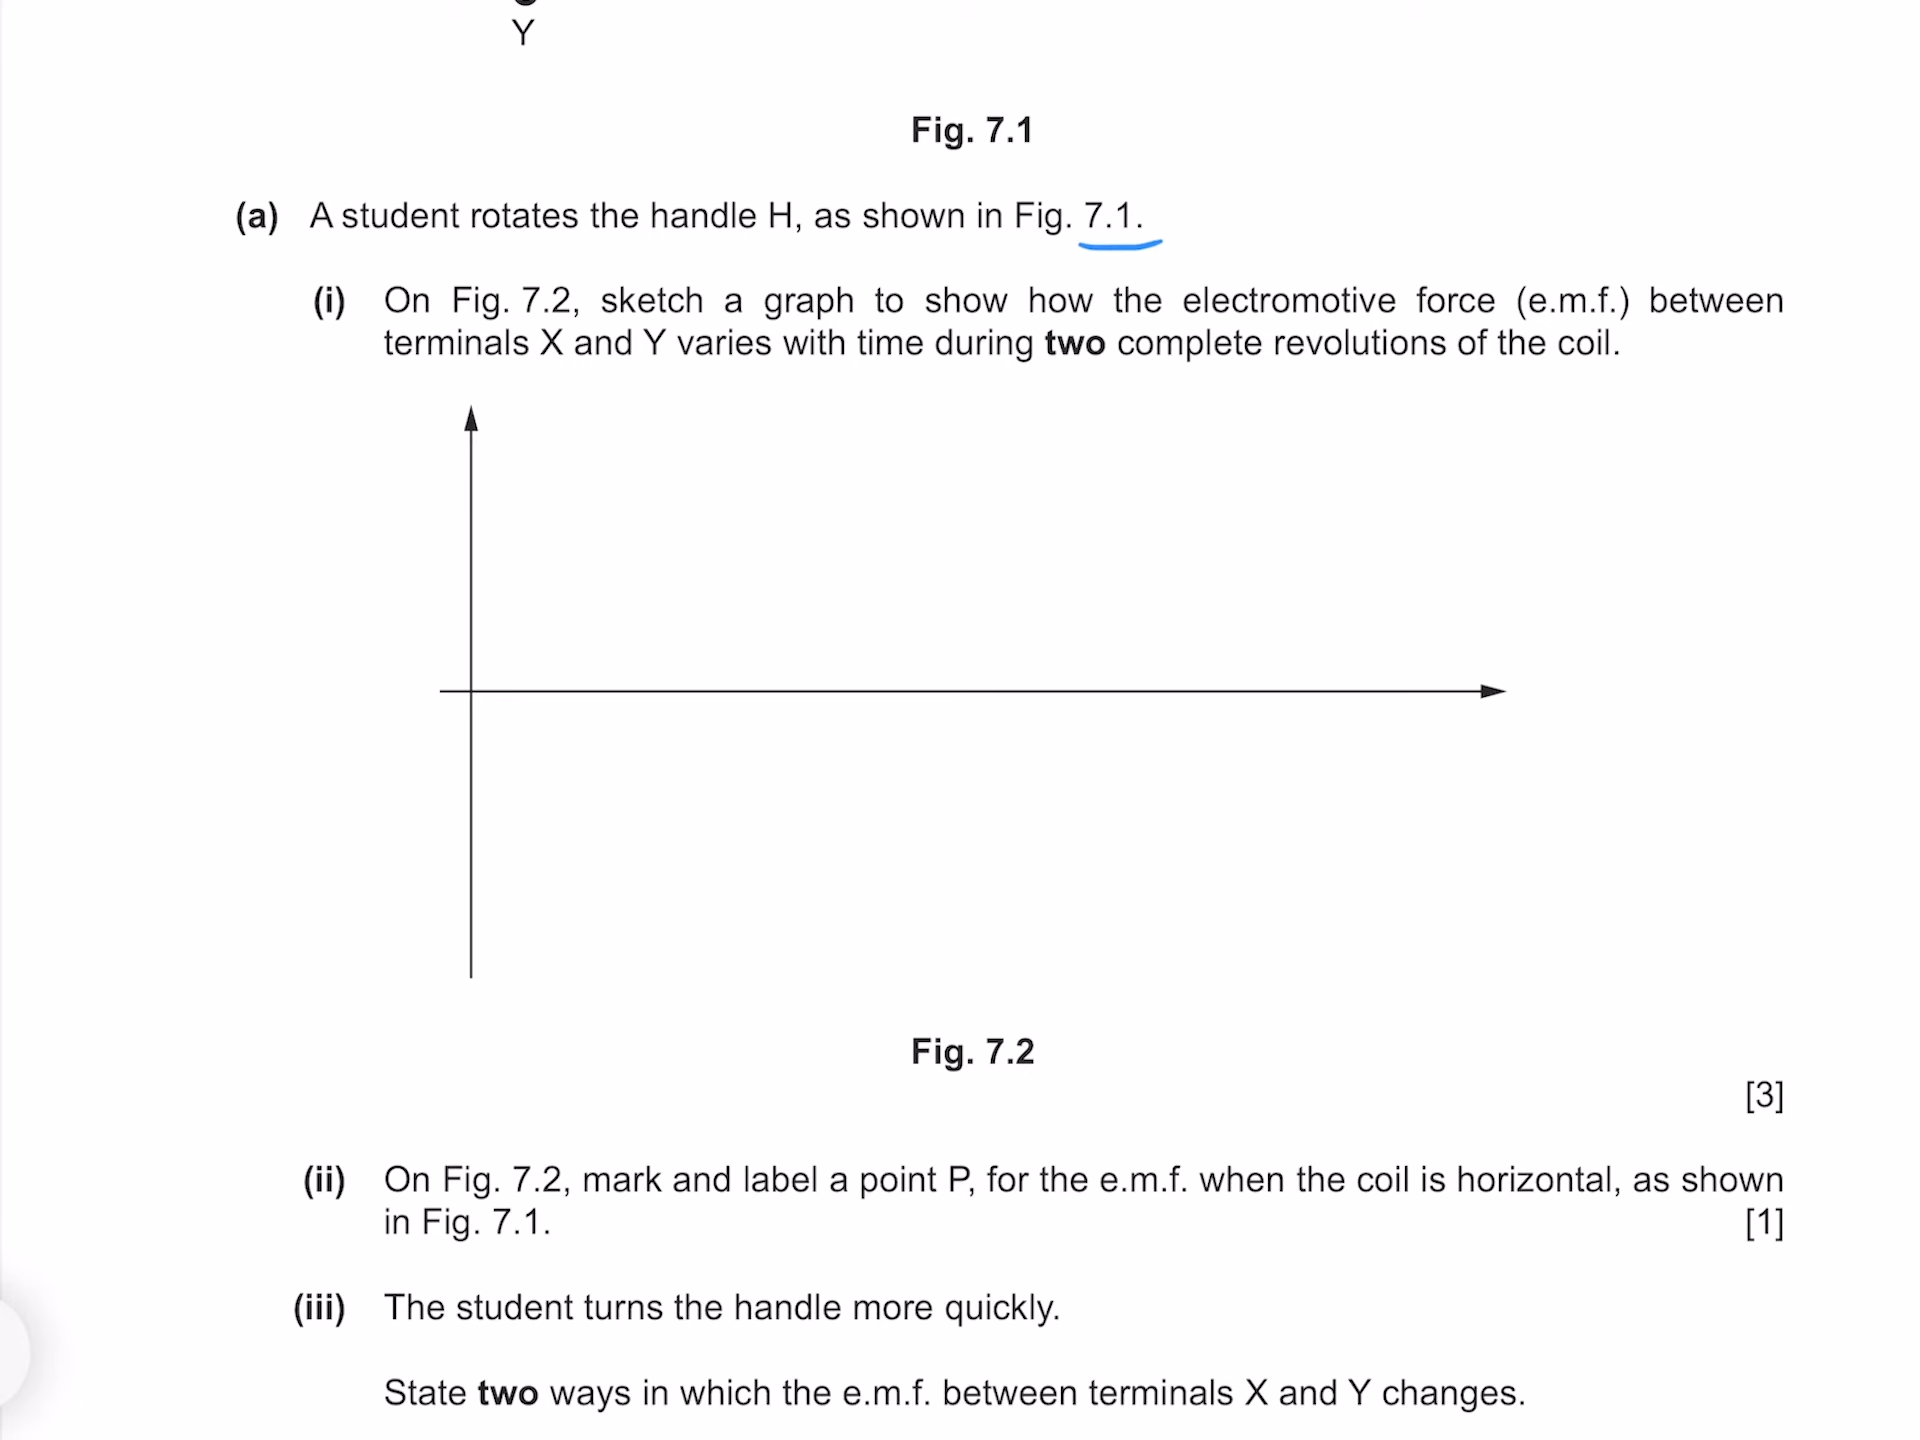 Y
Fig. 7.1
(a) A student rotates the handle H, as shown in Fig. 7.1.
(i) On Fig. 7.2, sketch a graph to show how the electromotive force (e.m.f.) between
terminals X and Y varies with time during two complete revolutions of the coil.
Fig. 7.2
[3]
(ii) On Fig. 7.2, mark and label a point P, for the e.m.f. when the coil is horizontal, as shown
in Fig. 7.1. [1]
(iii) The student turns the handle more quickly.
State two ways in which the e.m.f. between terminals X and Y changes.